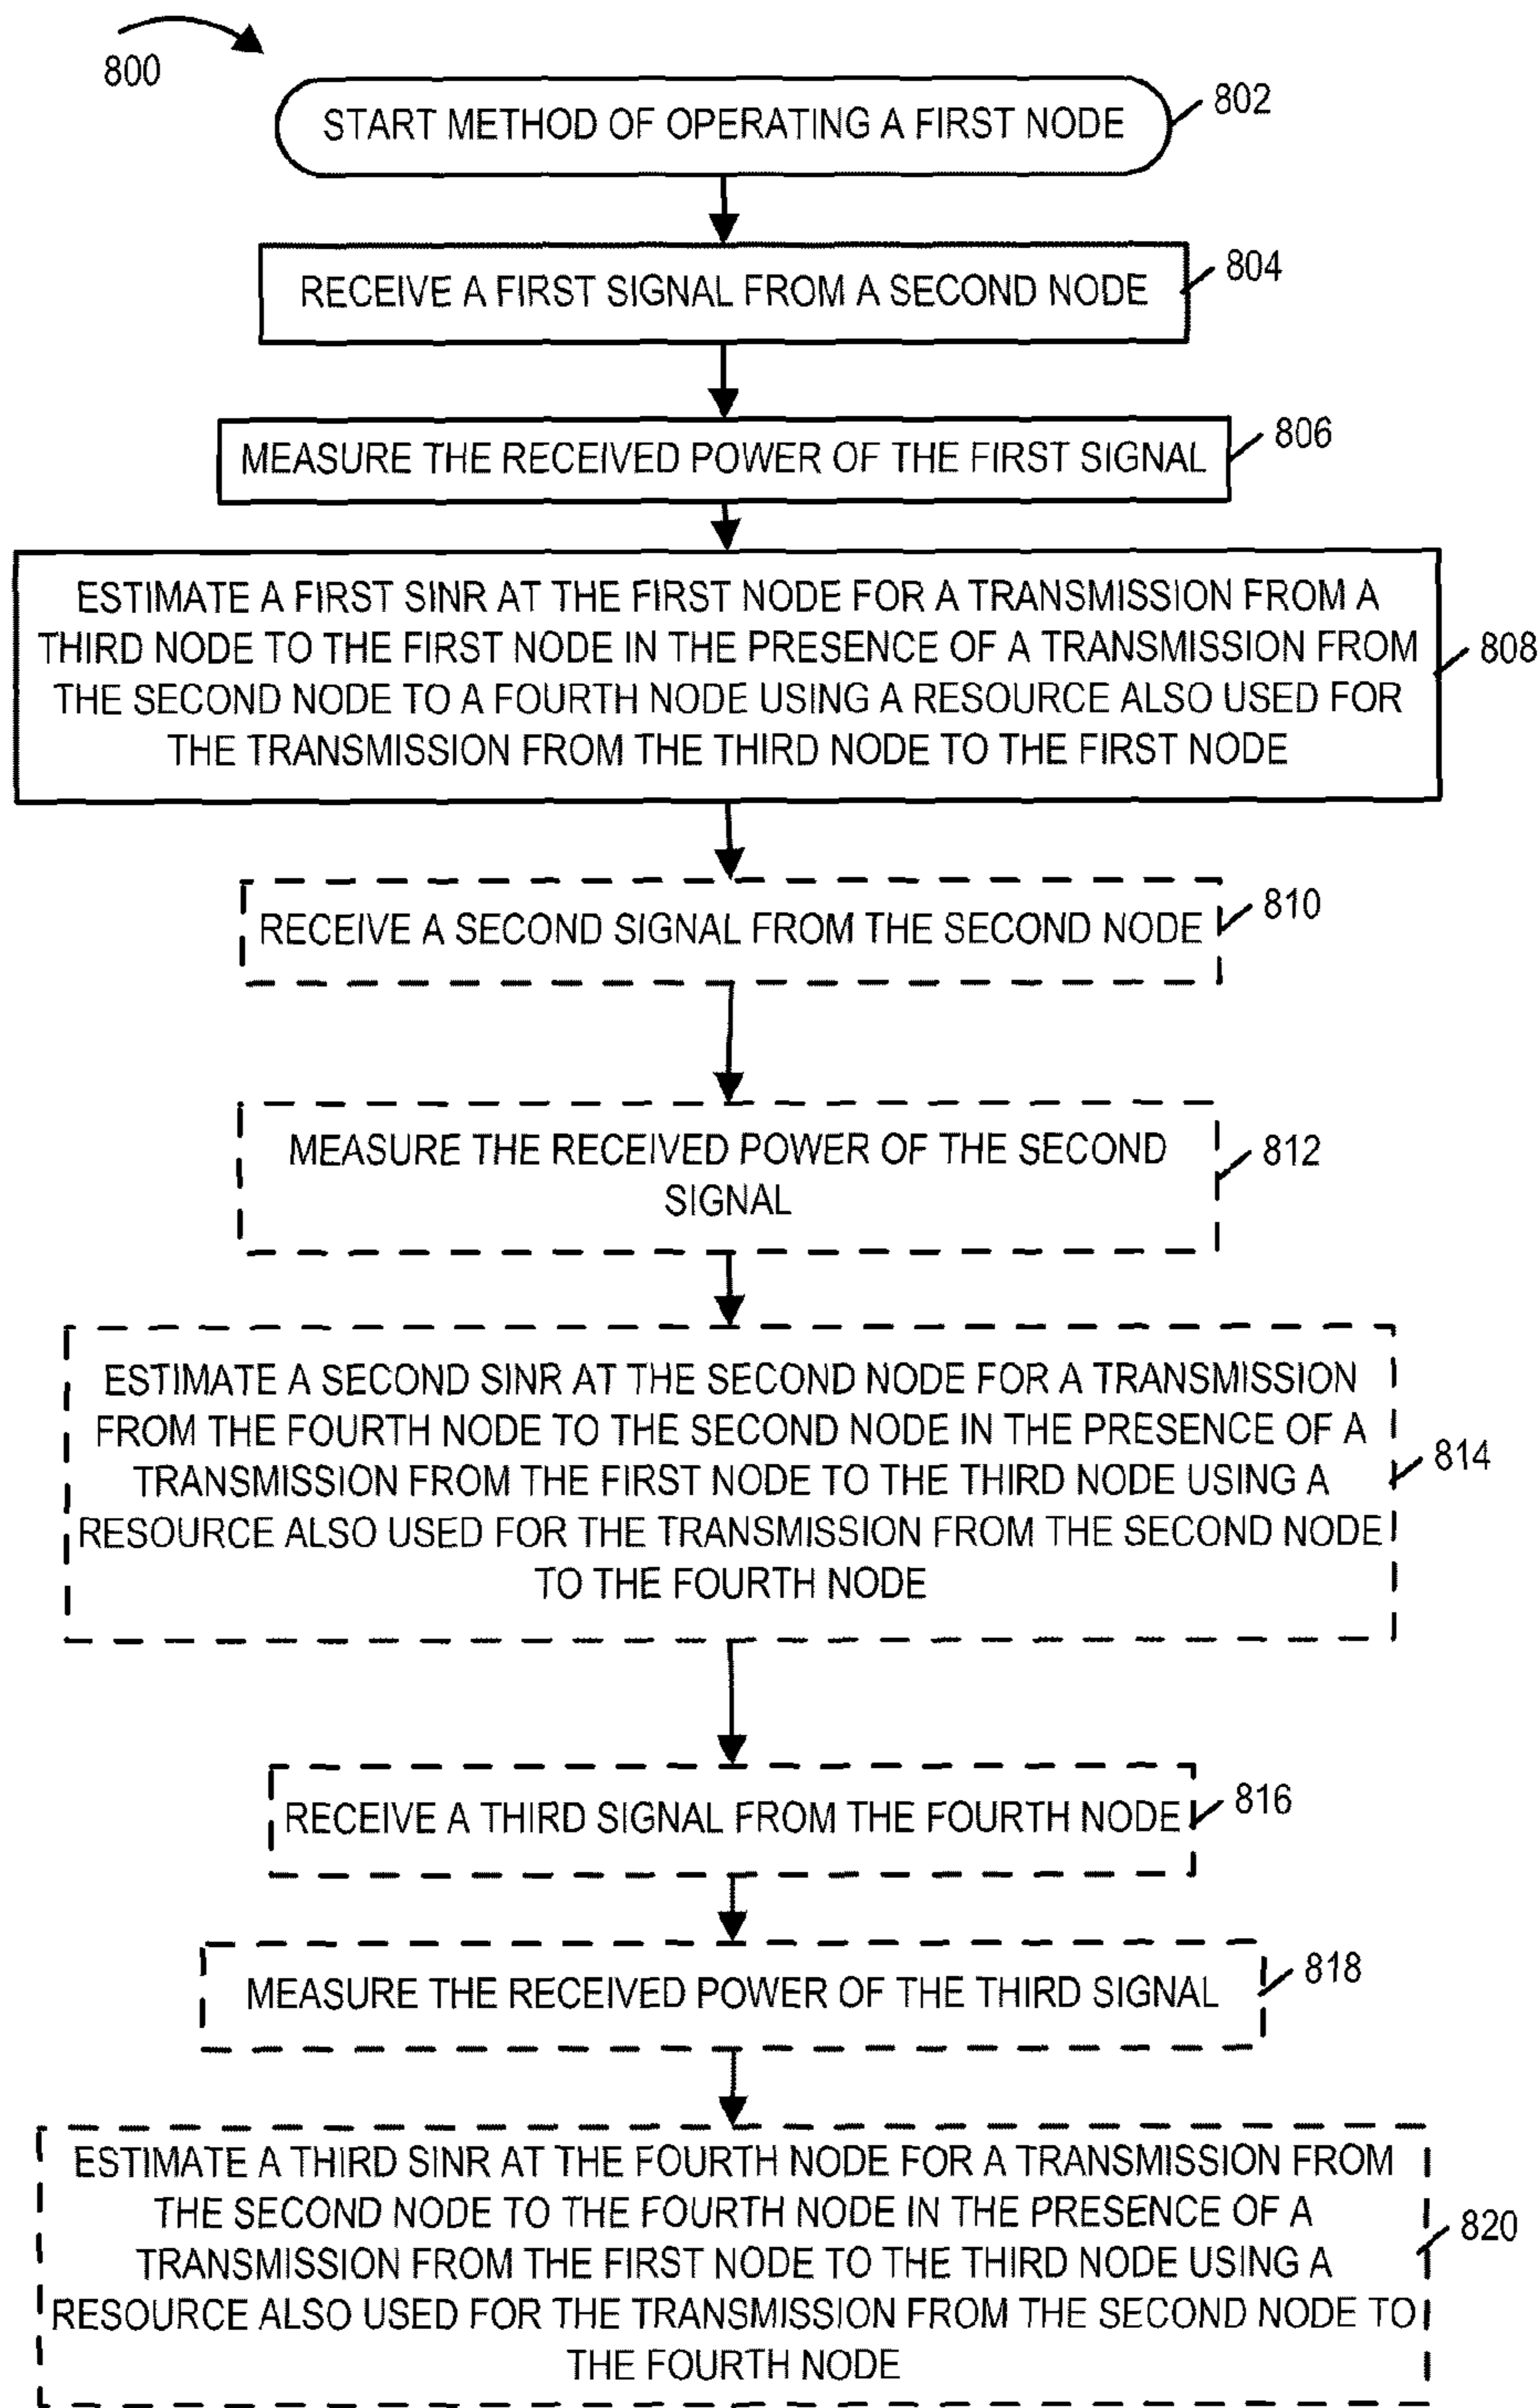 800
START METHOD OF OPERATING A FIRST NODE
802
RECEIVE A FIRST SIGNAL FROM A SECOND NODE
804
MEASURE THE RECEIVED POWER OF THE FIRST SIGNAL
806
ESTIMATE A FIRST SINR AT THE FIRST NODE FOR A TRANSMISSION FROM A
THIRD NODE TO THE FIRST NODE IN THE PRESENCE OF A TRANSMISSION FROM
THE SECOND NODE TO A FOURTH NODE USING A RESOURCE ALSO USED FOR
THE TRANSMISSION FROM THE THIRD NODE TO THE FIRST NODE
808
RECEIVE A SECOND SIGNAL FROM THE SECOND NODE
810
MEASURE THE RECEIVED POWER OF THE SECOND
SIGNAL
812
ESTIMATE A SECOND SINR AT THE SECOND NODE FOR A TRANSMISSION
FROM THE FOURTH NODE TO THE SECOND NODE IN THE PRESENCE OF A
TRANSMISSION FROM THE FIRST NODE TO THE THIRD NODE USING A
RESOURCE ALSO USED FOR THE TRANSMISSION FROM THE SECOND NODE
TO THE FOURTH NODE
814
RECEIVE A THIRD SIGNAL FROM THE FOURTH NODE
816
MEASURE THE RECEIVED POWER OF THE THIRD SIGNAL
818
ESTIMATE A THIRD SINR AT THE FOURTH NODE FOR A TRANSMISSION FROM
THE SECOND NODE TO THE FOURTH NODE IN THE PRESENCE OF A
TRANSMISSION FROM THE FIRST NODE TO THE THIRD NODE USING A
RESOURCE ALSO USED FOR THE TRANSMISSION FROM THE SECOND NODE TO
THE FOURTH NODE
820